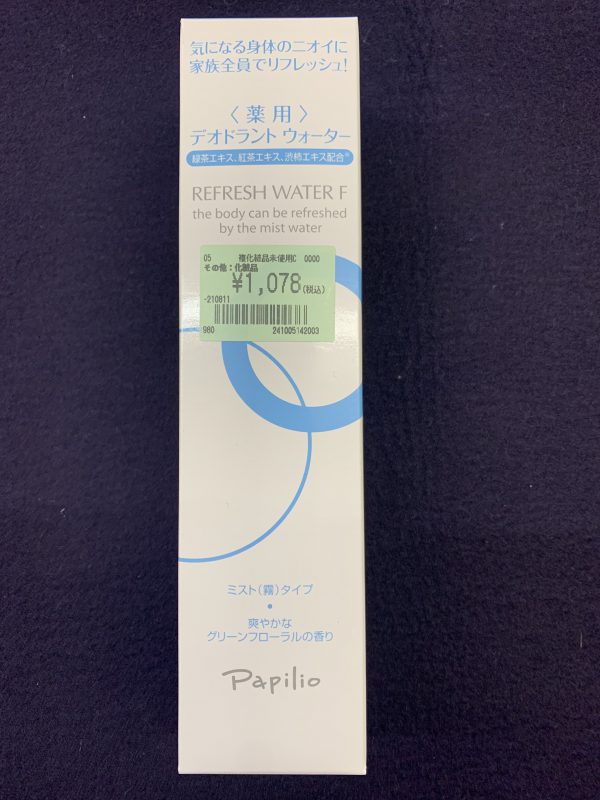 気になる身体のニオイに
家族全員でリフレッシュ!
〈薬用〉
デオドラント ウォーター
緑茶エキス、紅茶エキス、渋柿エキス配合※
REFRESH WATER F
the body can be refreshed
by the mist water
05 複化粧品未使用C 0000
その他:化粧品
¥1,078(税込)
-210811
980 241005142003
ミスト(霧)タイプ
爽やかな
グリーンフローラルの香り
Papilio